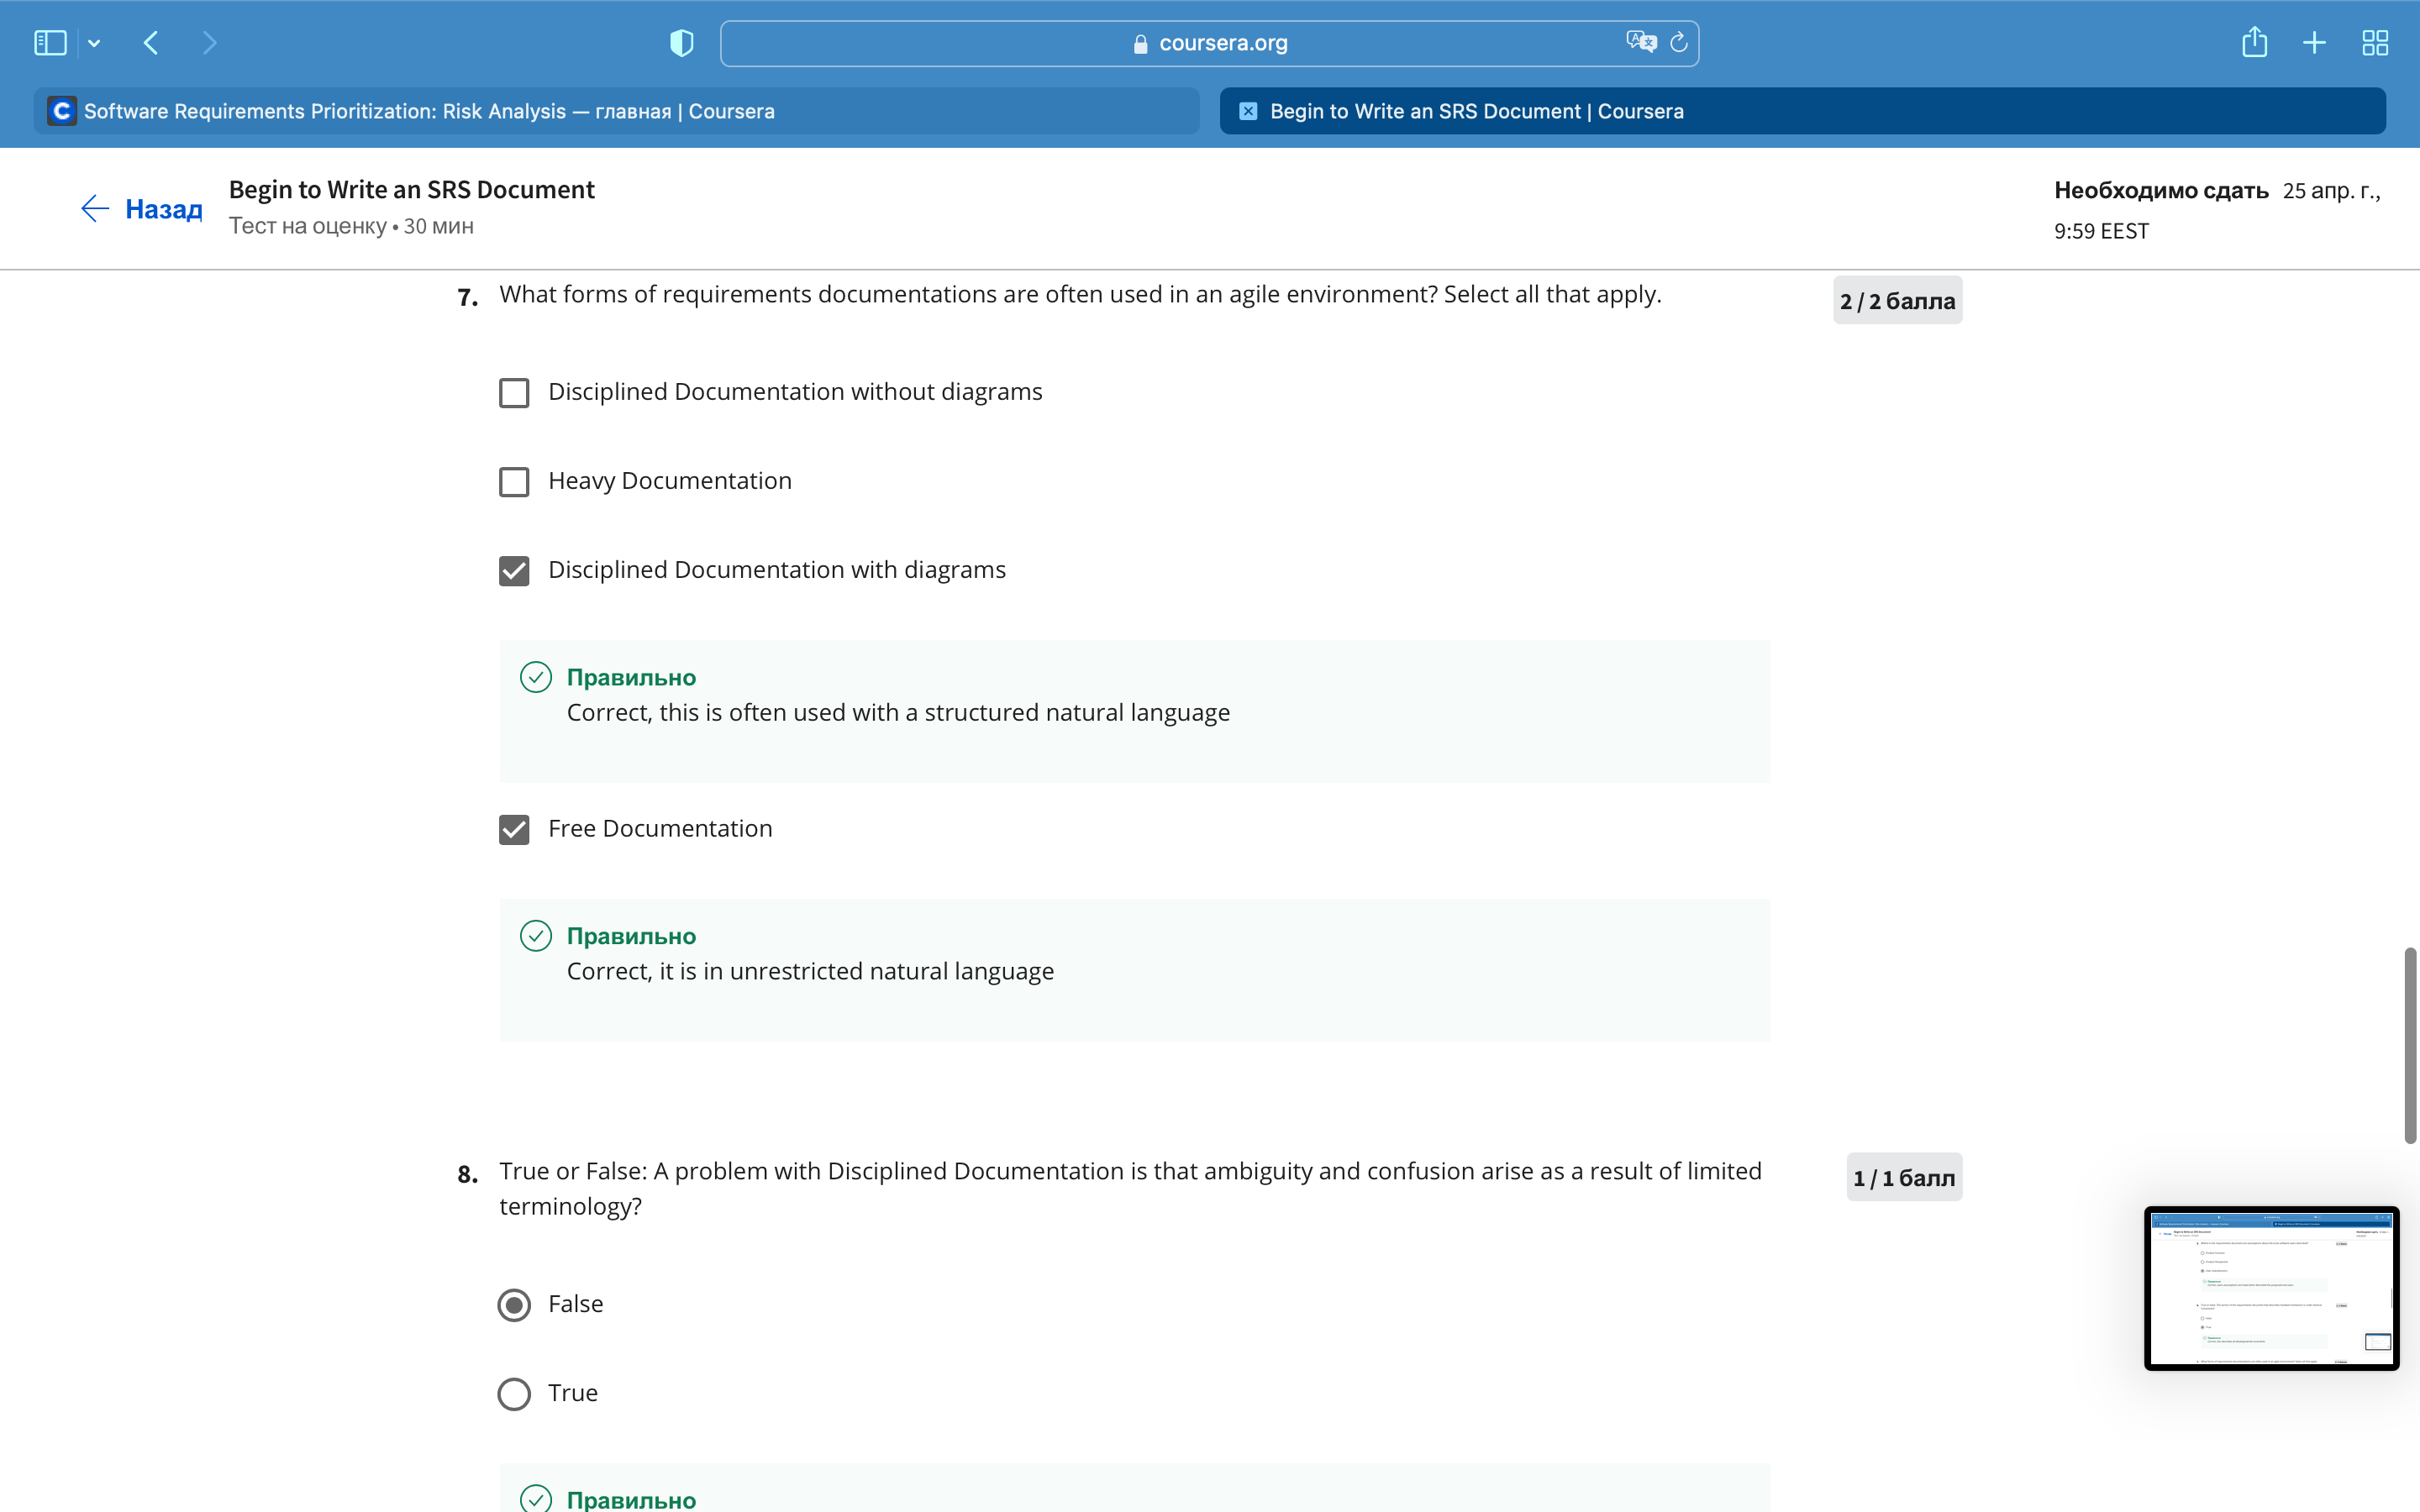 coursera.org
Software Requirements Prioritization: Risk Analysis — главная | Coursera
Begin to Write an SRS Document | Coursera
Назад
Begin to Write an SRS Document
Тест на оценку • 30 мин
Необходимо сдать 25 апр. г.,
9:59 EEST
7. What forms of requirements documentations are often used in an agile environment? Select all that apply.
2 / 2 балла
Disciplined Documentation without diagrams
Heavy Documentation
Disciplined Documentation with diagrams
Правильно
Correct, this is often used with a structured natural language
Free Documentation
Правильно
Correct, it is in unrestricted natural language
8. True or False: A problem with Disciplined Documentation is that ambiguity and confusion arise as a result of limited
terminology?
1 / 1 балл
False
True
Правильно